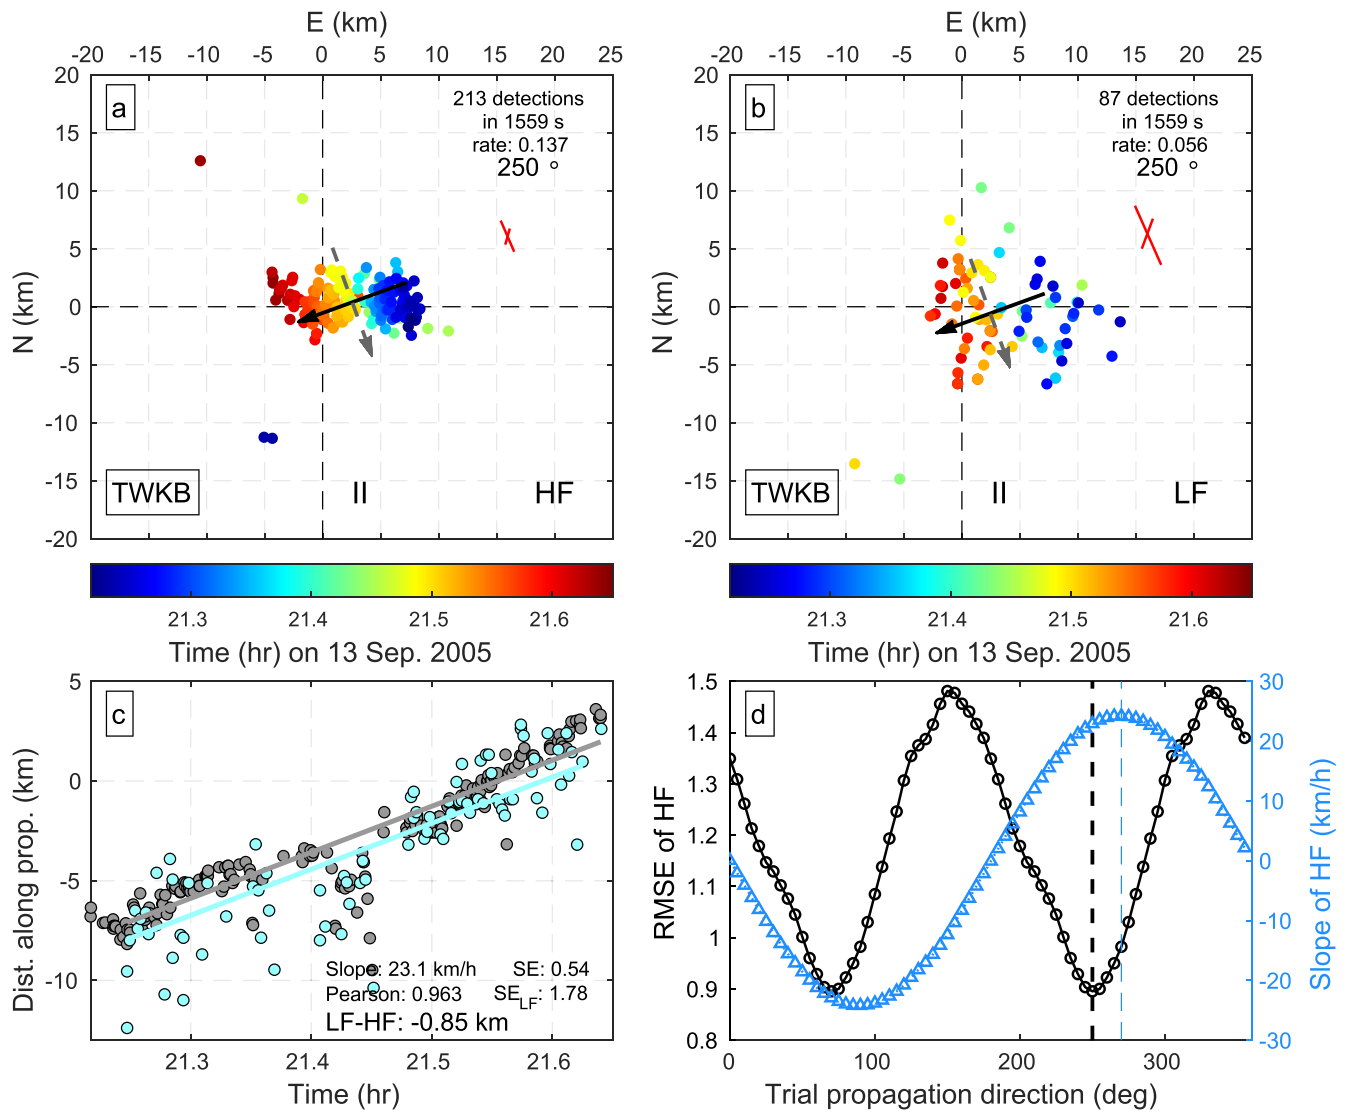 E (km)
-20 -15 -10 -5 0 5 10 15 20 25
20
15
10
5
0
-5
-10
-15
-20
N (km)
a
213 detections
in 1559 s
rate: 0.137
250 °
TWKB
II
HF
21.3 21.4 21.5 21.6
Time (hr) on 13 Sep. 2005
E (km)
-20 -15 -10 -5 0 5 10 15 20 25
20
15
10
5
0
-5
-10
-15
-20
N (km)
b
87 detections
in 1559 s
rate: 0.056
250 °
TWKB
II
LF
21.3 21.4 21.5 21.6
Time (hr) on 13 Sep. 2005
c
5
0
-5
-10
Dist. along prop. (km)
Slope: 23.1 km/h SE: 0.54
Pearson: 0.963 SE_LF: 1.78
LF-HF: -0.85 km
21.3 21.4 21.5 21.6
Time (hr)
d
1.5
1.4
1.3
1.2
1.1
1
0.9
0.8
RMSE of HF
30
20
10
0
-10
-20
-30
Slope of HF (km/h)
0 100 200 300
Trial propagation direction (deg)